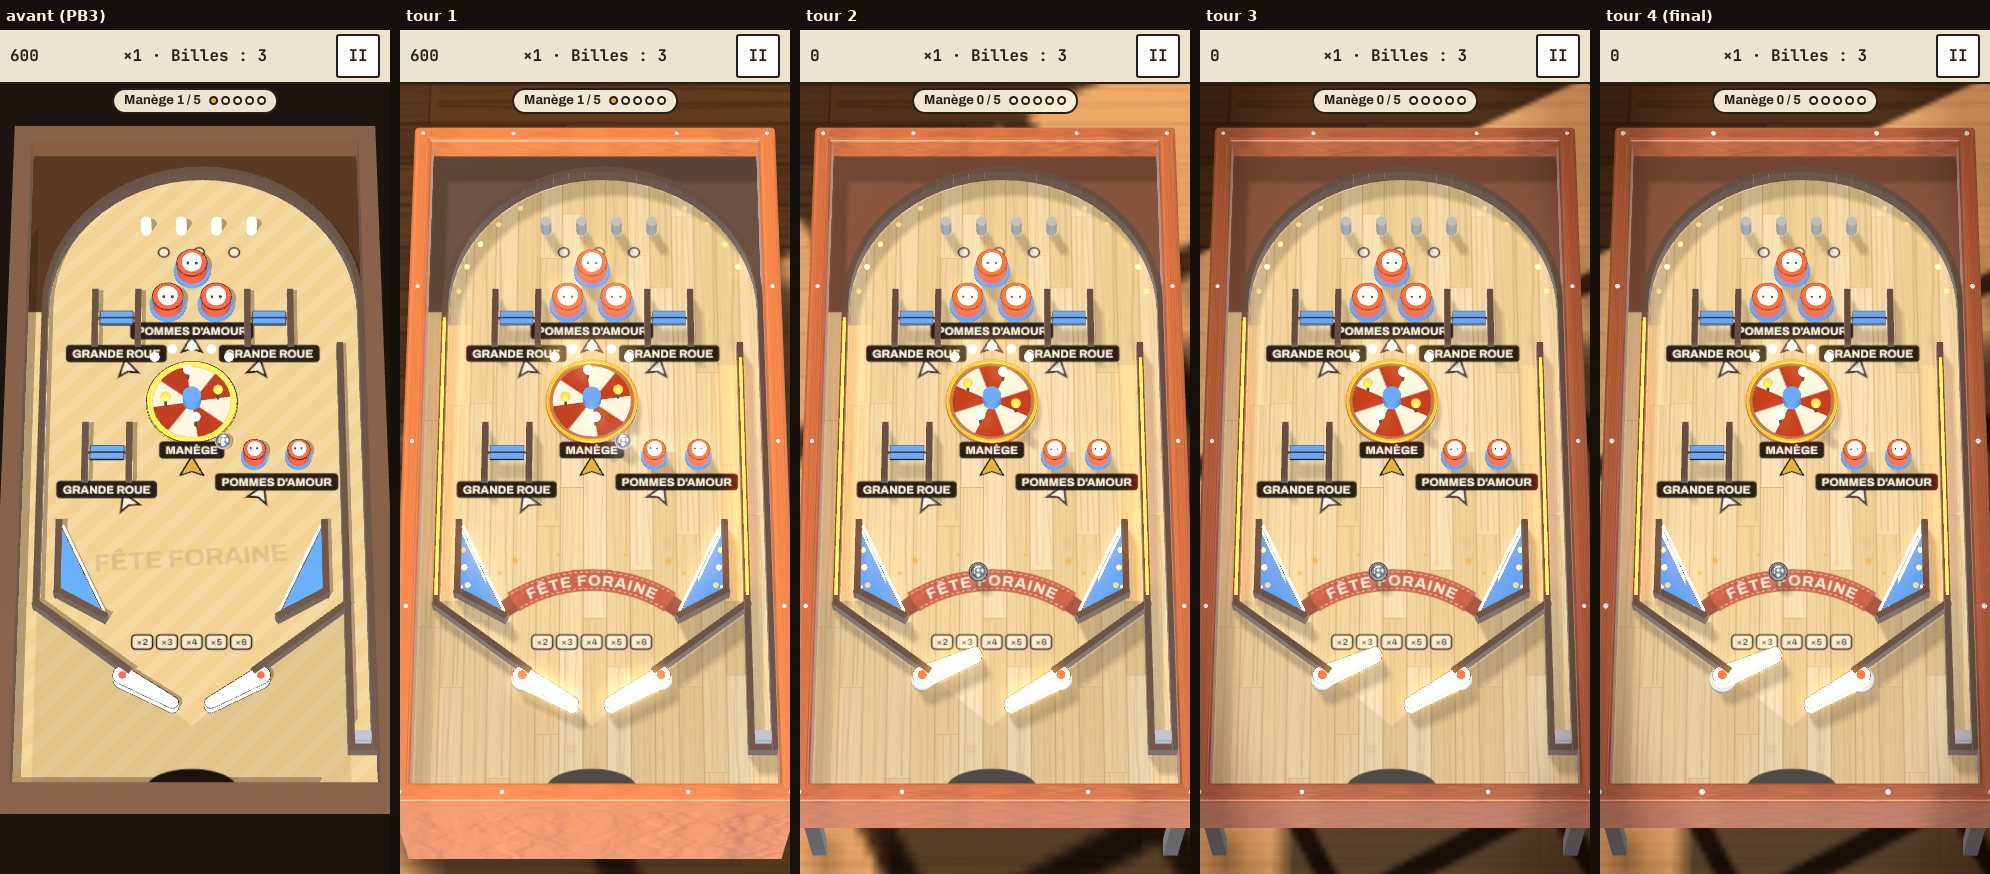 avant (PB3)
600 ×1 · Billes : 3 II
Manège 1 / 5
POMMES D'AMOUR
GRANDE ROUE GRANDE ROUE
MANÈGE
POMMES D'AMOUR
GRANDE ROUE
FÊTE FORAINE
×2 ×3 ×4 ×5 ×6
tour 1
600 ×1 · Billes : 3 II
Manège 1 / 5
POMMES D'AMOUR
GRANDE ROUE GRANDE ROUE
MANÈGE
POMMES D'AMOUR
GRANDE ROUE
FÊTE FORAINE
×2 ×3 ×4 ×5 ×6
tour 2
0 ×1 · Billes : 3 II
Manège 0 / 5
POMMES D'AMOUR
GRANDE ROUE GRANDE ROUE
MANÈGE
POMMES D'AMOUR
GRANDE ROUE
FÊTE FORAINE
×2 ×3 ×4 ×5 ×6
tour 3
0 ×1 · Billes : 3 II
Manège 0 / 5
POMMES D'AMOUR
GRANDE ROUE GRANDE ROUE
MANÈGE
POMMES D'AMOUR
GRANDE ROUE
FÊTE FORAINE
×2 ×3 ×4 ×5 ×6
tour 4 (final)
0 ×1 · Billes : 3 II
Manège 0 / 5
POMMES D'AMOUR
GRANDE ROUE GRANDE ROUE
MANÈGE
POMMES D'AMOUR
GRANDE ROUE
FÊTE FORAINE
×2 ×3 ×4 ×5 ×6